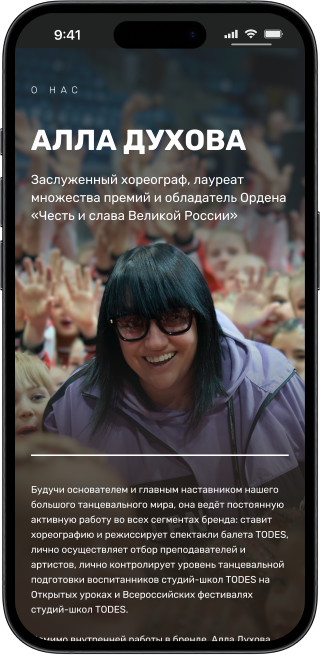 9:41
О НАС
АЛЛА ДУХОВА
Заслуженный хореограф, лауреат
множества премий и обладатель Ордена
«Честь и слава Великой России»
Будучи основателем и главным наставником нашего
большого танцевального мира, она ведёт постоянную
активную работу во всех сегментах бренда: ставит
хореографию и режиссирует спектакли балета TODES,
лично осуществляет отбор преподавателей и
артистов, лично контролирует уровень танцевальной
подготовки воспитанников студий-школ TODES на
Открытых уроках и Всероссийских фестивалях
студий-школ TODES.
Помимо внутренней работы в бренде, Алла Духова